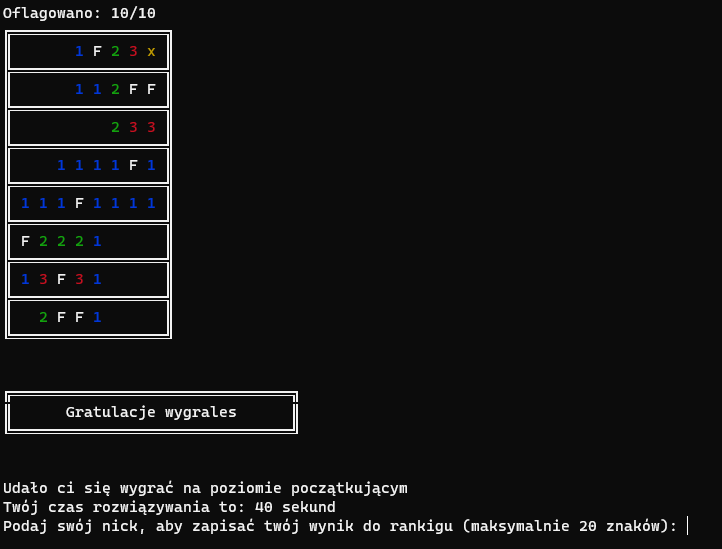 Oflagowano: 10/10
1 F 2 3 x
1 1 2 F F
2 3 3
1 1 1 1 F 1
1 1 1 F 1 1 1 1
F 2 2 2 1
1 3 F 3 1
2 F F 1
Gratulacje wygrales
Udało ci się wygrać na poziomie początkującym
Twój czas rozwiązywania to: 40 sekund
Podaj swój nick, aby zapisać twój wynik do rankigu (maksymalnie 20 znaków):